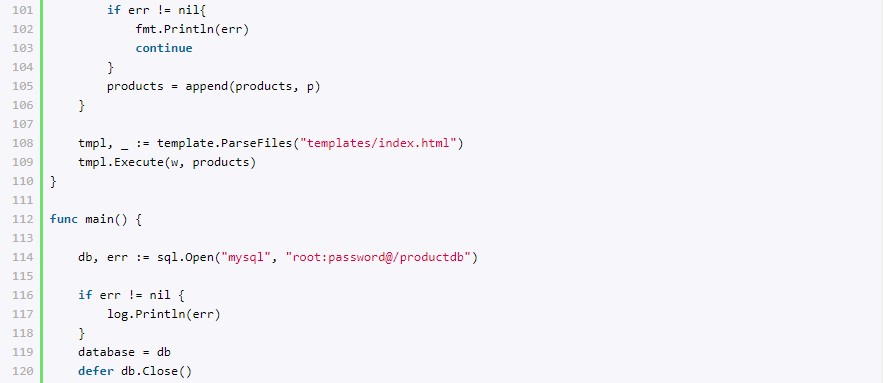 101 if err != nil{
102 fmt.Println(err)
103 continue
104 }
105 products = append(products, p)
106 }
107
108 tmpl, _ := template.ParseFiles("templates/index.html")
109 tmpl.Execute(w, products)
110 }
111
112 func main() {
113
114 db, err := sql.Open("mysql", "root:password@/productdb")
115
116 if err != nil {
117 log.Println(err)
118 }
119 database = db
120 defer db.Close()